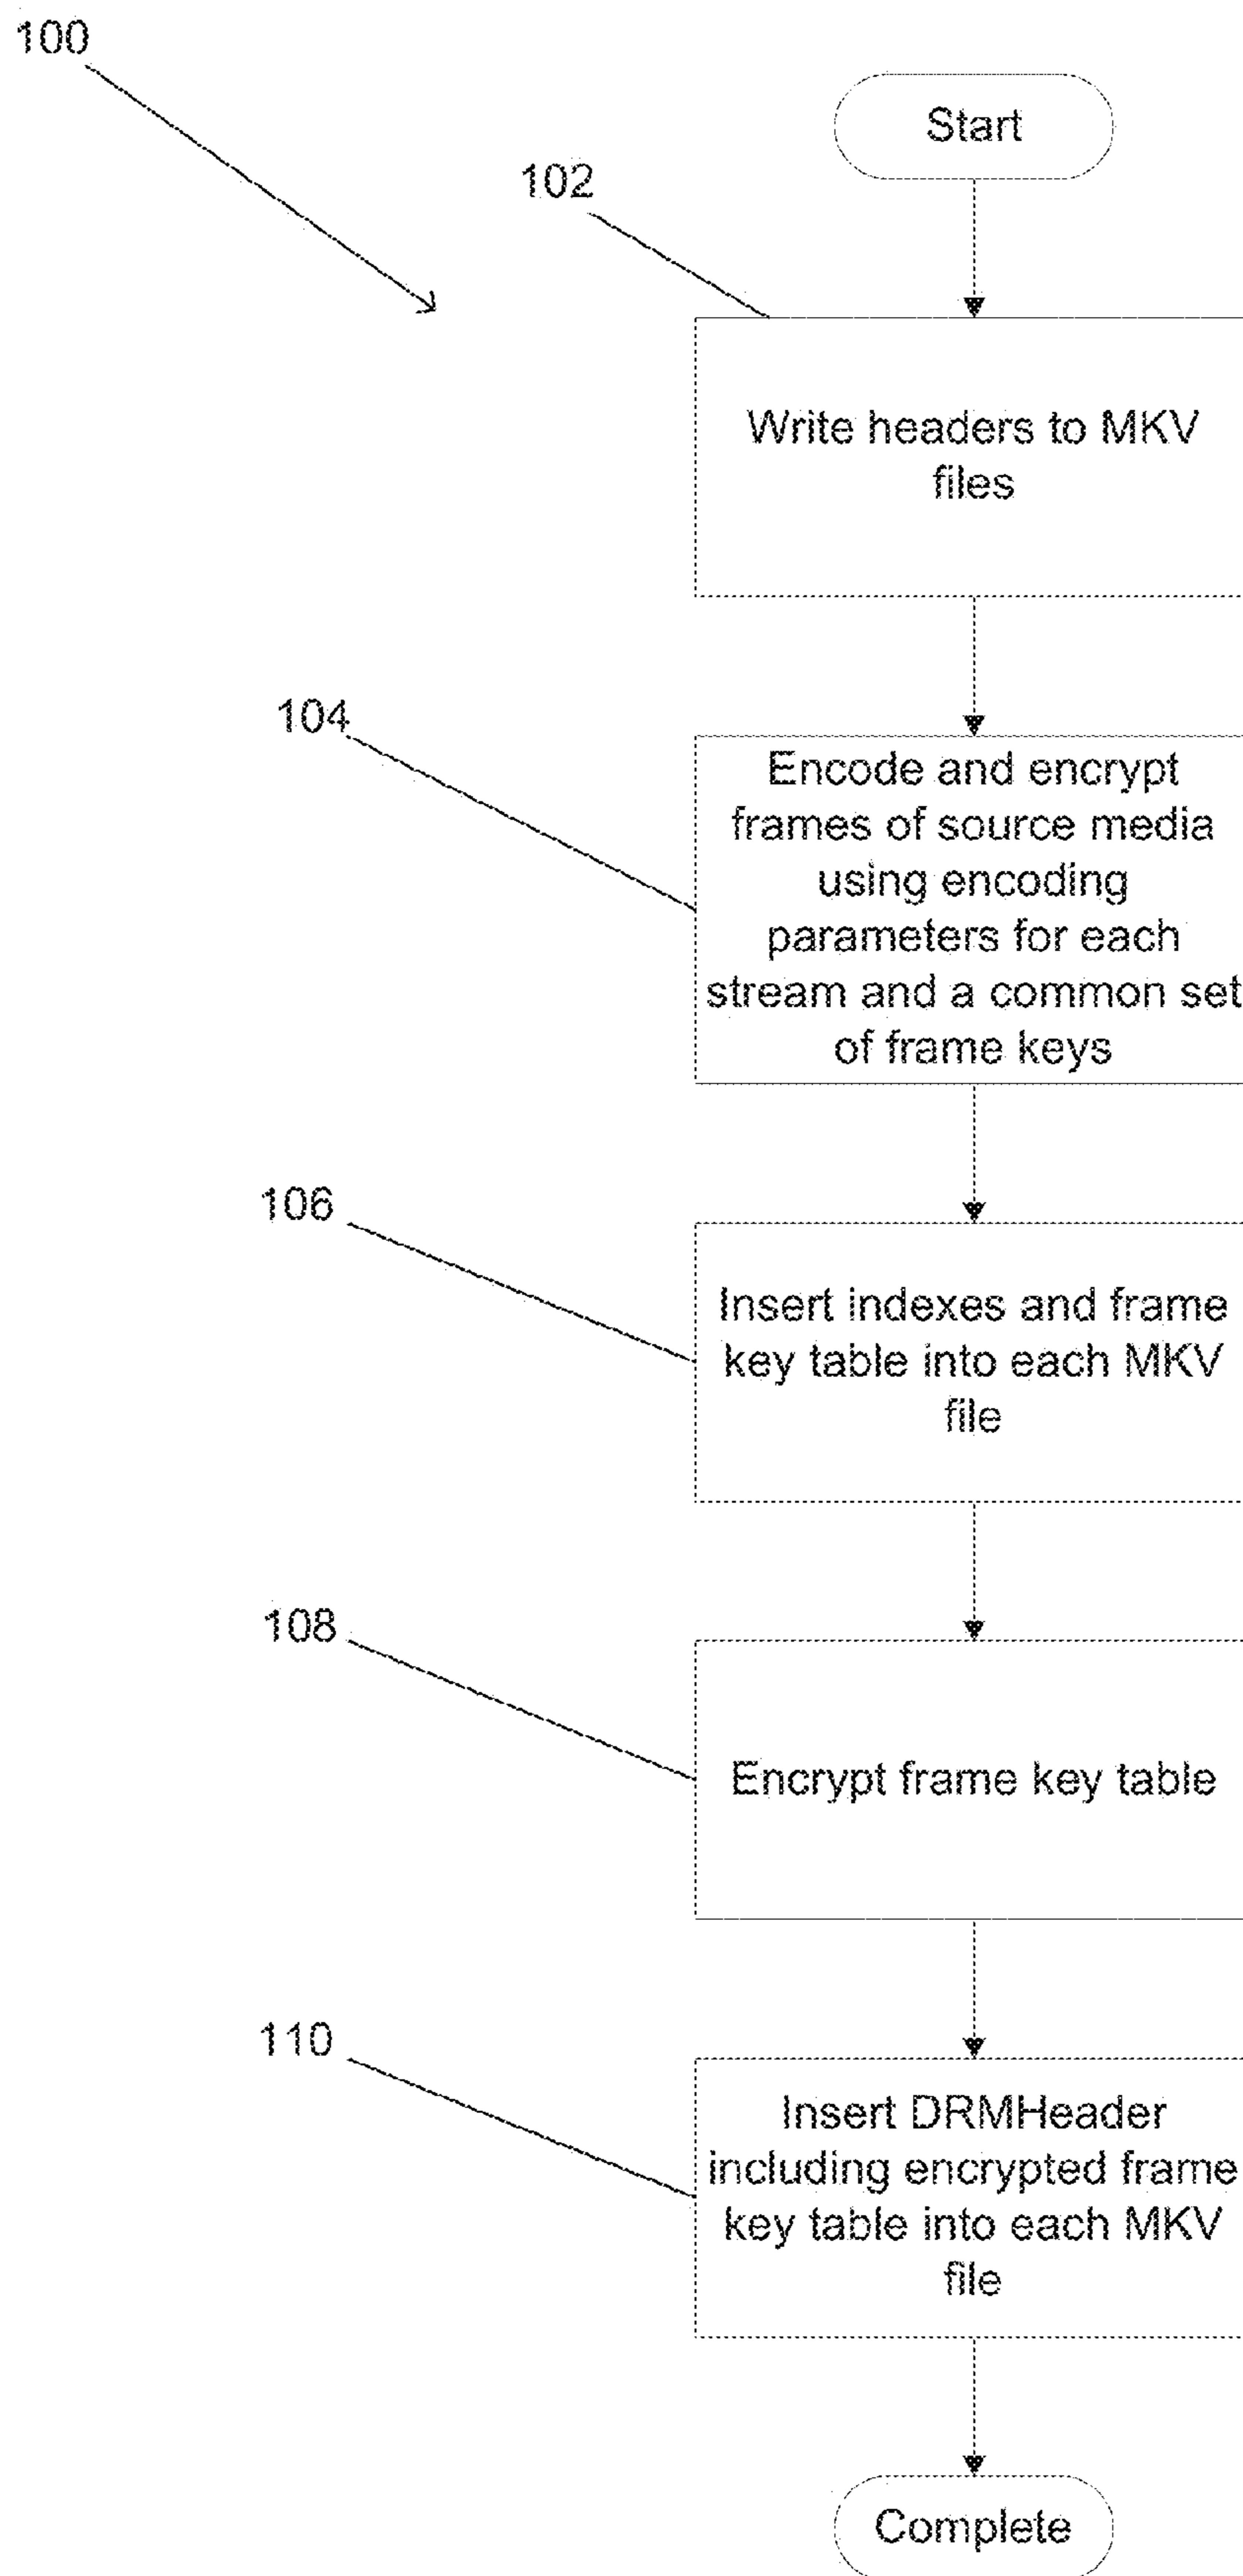 100
Start
102
Write headers to MKV
files
104
Encode and encrypt
frames of source media
using encoding
parameters for each
stream and a common set
of frame keys
106
Insert indexes and frame
key table into each MKV
file
108
Encrypt frame key table
110
Insert DRMHeader
including encrypted frame
key table into each MKV
file
Complete